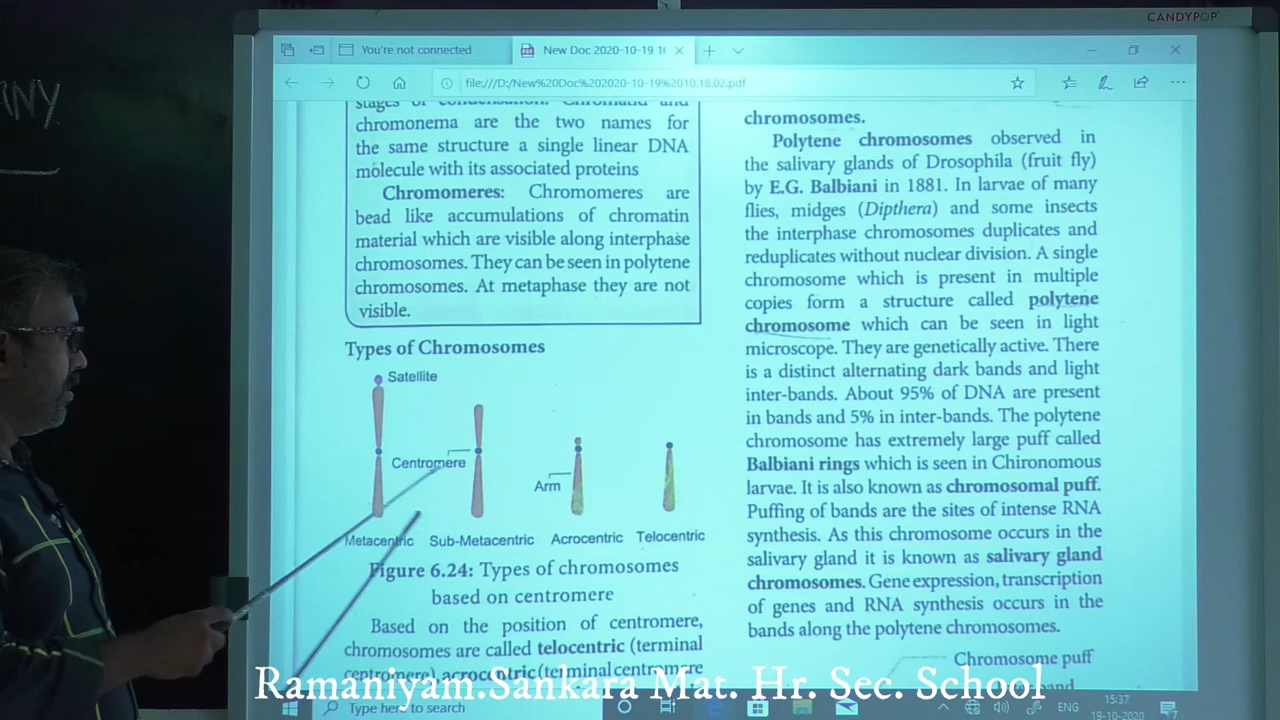 CANDYPOP
ANY
You're not connected
New Doc 2020-10-19 10
file:///D:/New%20Doc%202020-10-19%2010.18.02.pdf
stages of condensation. Chromatid and
chromonema are the two names for
the same structure a single linear DNA
molecule with its associated proteins
Chromomeres: Chromomeres are
bead like accumulations of chromatin
material which are visible along interphase
chromosomes. They can be seen in polytene
chromosomes. At metaphase they are not
visible.
Types of Chromosomes
Satellite
Centromere
Arm
Metacentric Sub-Metacentric Acrocentric Telocentric
Figure 6.24: Types of chromosomes
based on centromere
Based on the position of centromere,
chromosomes are called telocentric (terminal
centromere), acrocentric (terminal centromere
chromosomes.
Polytene chromosomes observed in
the salivary glands of Drosophila (fruit fly)
by E.G. Balbiani in 1881. In larvae of many
flies, midges (Dipthera) and some insects
the interphase chromosomes duplicates and
reduplicates without nuclear division. A single
chromosome which is present in multiple
copies form a structure called polytene
chromosome which can be seen in light
microscope. They are genetically active. There
is a distinct alternating dark bands and light
inter-bands. About 95% of DNA are present
in bands and 5% in inter-bands. The polytene
chromosome has extremely large puff called
Balbiani rings which is seen in Chironomous
larvae. It is also known as chromosomal puff.
Puffing of bands are the sites of intense RNA
synthesis. As this chromosome occurs in the
salivary gland it is known as salivary gland
chromosomes. Gene expression, transcription
of genes and RNA synthesis occurs in the
bands along the polytene chromosomes.
Chromosome puff
Ramaniyam.Sankara Mat. Hr. Sec. School
Type here to search
ENG
15:37
19-10-2020